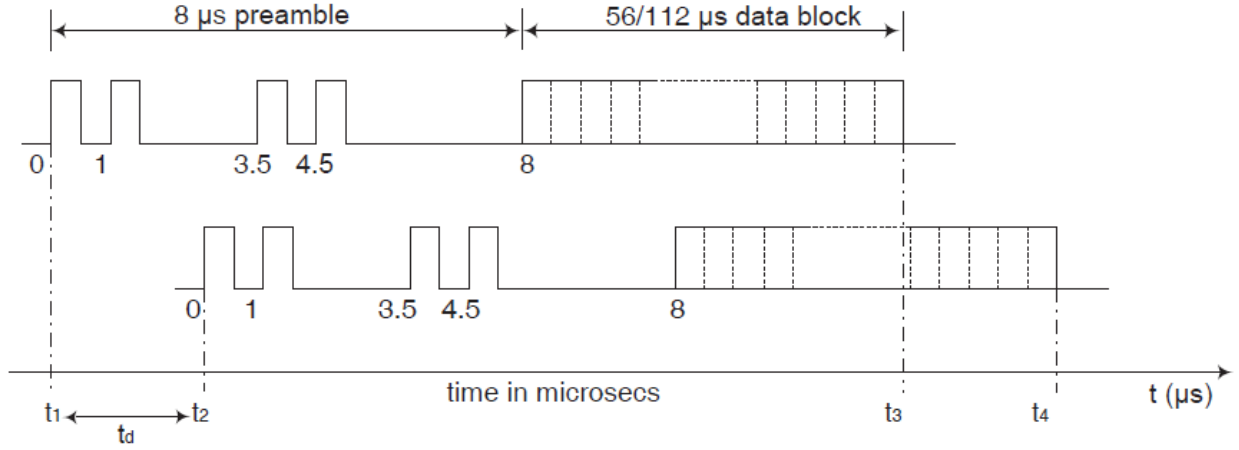 8 μs preamble 56/112 μs data block
0 1 3.5 4.5 8
0 1 3.5 4.5 8
time in microsecs t (μs)
t1 t2 t3 t4
td